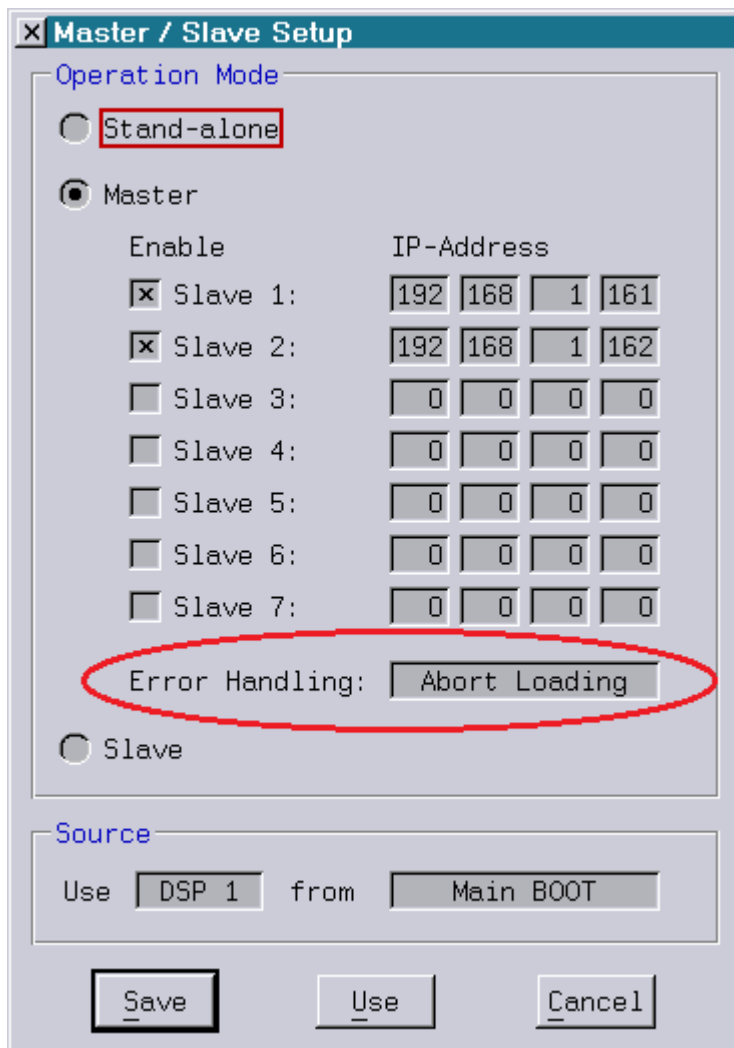 Master / Slave Setup
Operation Mode
Stand-alone
Master
Enable IP-Address
Slave 1: 192 168 1 161
Slave 2: 192 168 1 162
Slave 3: 0 0 0 0
Slave 4: 0 0 0 0
Slave 5: 0 0 0 0
Slave 6: 0 0 0 0
Slave 7: 0 0 0 0
Error Handling: Abort Loading
Slave
Source
Use DSP 1 from Main BOOT
Save Use Cancel